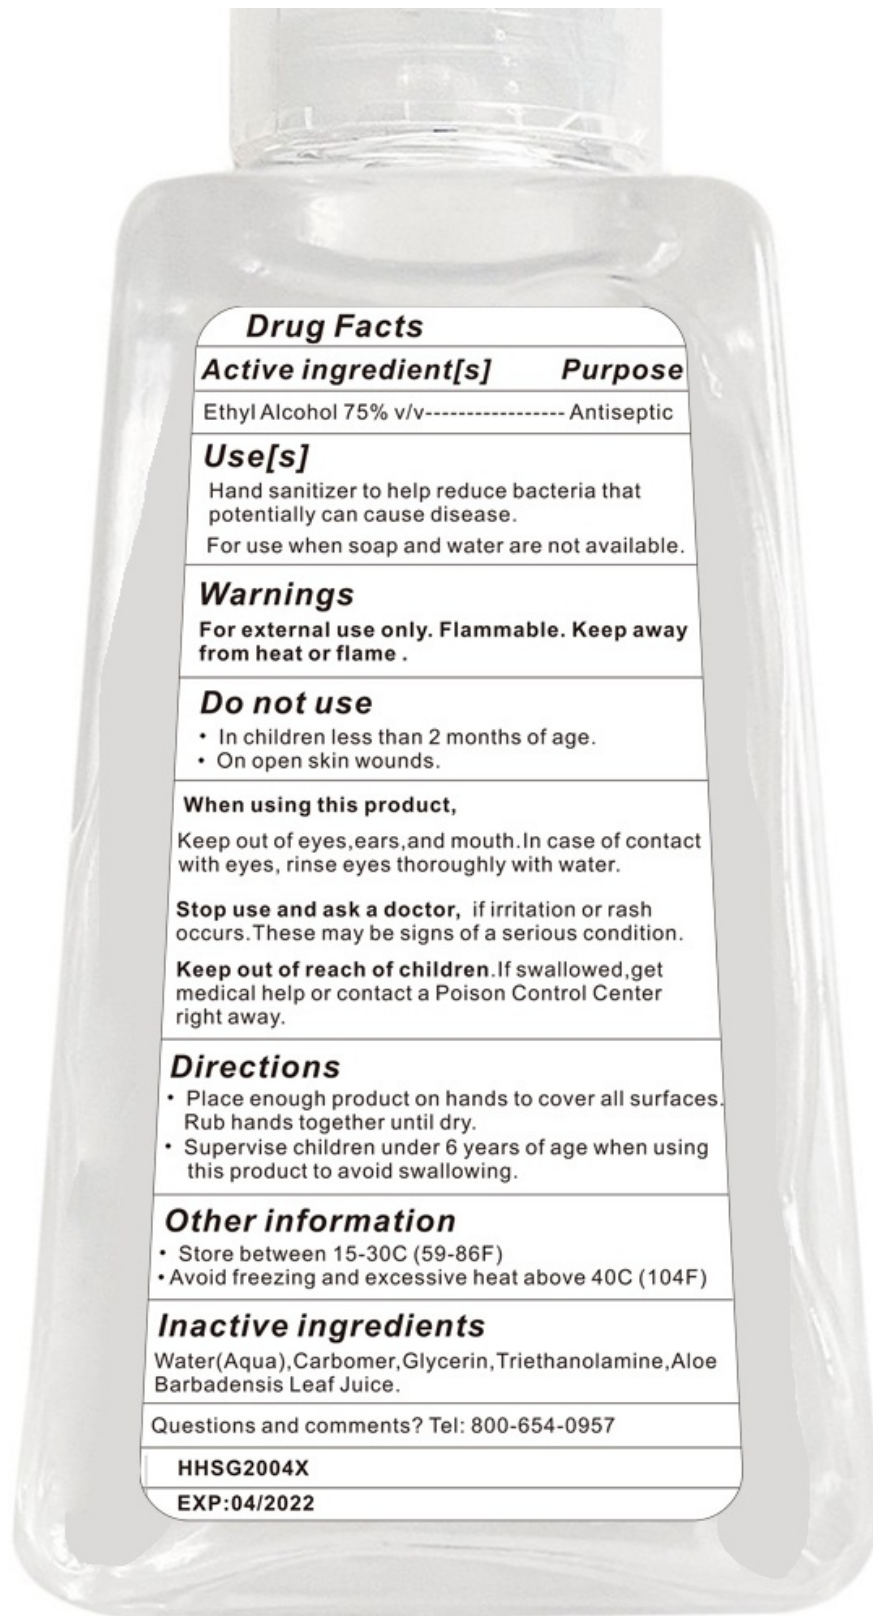 Drug Facts
Active ingredient[s] Purpose
Ethyl Alcohol 75% v/v----------------- Antiseptic
Use[s]
Hand sanitizer to help reduce bacteria that
potentially can cause disease.
For use when soap and water are not available.
Warnings
For external use only. Flammable. Keep away
from heat or flame .
Do not use
• In children less than 2 months of age.
• On open skin wounds.
When using this product,
Keep out of eyes,ears,and mouth.In case of contact
with eyes, rinse eyes thoroughly with water.
Stop use and ask a doctor, if irritation or rash
occurs.These may be signs of a serious condition.
Keep out of reach of children.If swallowed,get
medical help or contact a Poison Control Center
right away.
Directions
• Place enough product on hands to cover all surfaces.
Rub hands together until dry.
• Supervise children under 6 years of age when using
this product to avoid swallowing.
Other information
• Store between 15-30C (59-86F)
• Avoid freezing and excessive heat above 40C (104F)
Inactive ingredients
Water(Aqua),Carbomer,Glycerin,Triethanolamine,Aloe
Barbadensis Leaf Juice.
Questions and comments? Tel: 800-654-0957
HHSG2004X
EXP:04/2022